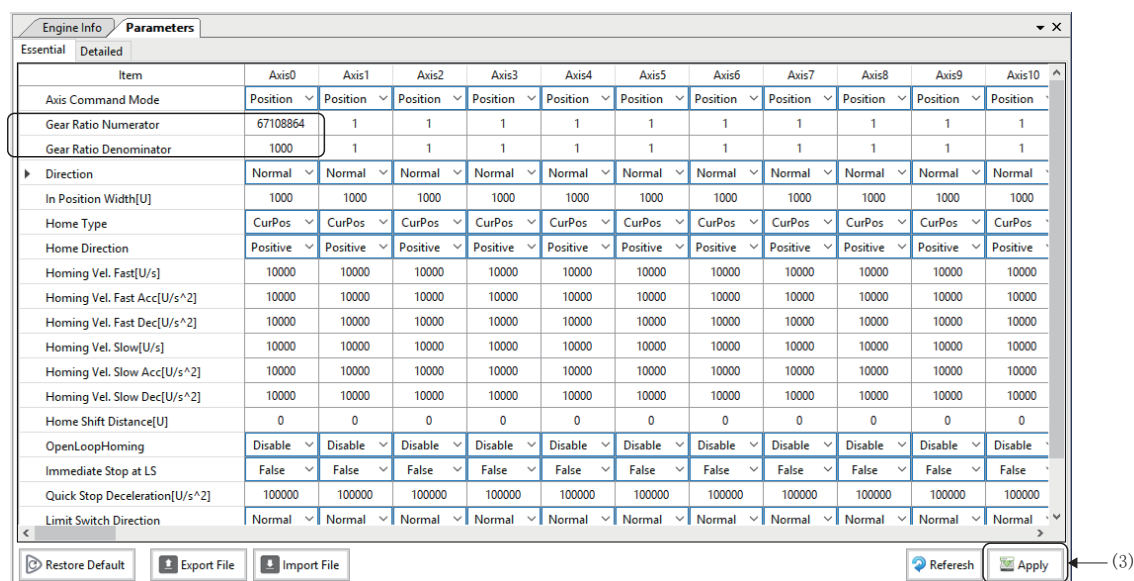 Engine Info Parameters
Essential Detailed
Item Axis0 Axis1 Axis2 Axis3 Axis4 Axis5 Axis6 Axis7 Axis8 Axis9 Axis10
Axis Command Mode Position Position Position Position Position Position Position Position Position Position Position
Gear Ratio Numerator 67108864 1 1 1 1 1 1 1 1 1 1
Gear Ratio Denominator 1000 1 1 1 1 1 1 1 1 1 1
Direction Normal Normal Normal Normal Normal Normal Normal Normal Normal Normal Normal
In Position Width[U] 1000 1000 1000 1000 1000 1000 1000 1000 1000 1000 1000
Home Type CurPos CurPos CurPos CurPos CurPos CurPos CurPos CurPos CurPos CurPos CurPos
Home Direction Positive Positive Positive Positive Positive Positive Positive Positive Positive Positive Positive
Homing Vel. Fast[U/s] 10000 10000 10000 10000 10000 10000 10000 10000 10000 10000 10000
Homing Vel. Fast Acc[U/s^2] 10000 10000 10000 10000 10000 10000 10000 10000 10000 10000 10000
Homing Vel. Fast Dec[U/s^2] 10000 10000 10000 10000 10000 10000 10000 10000 10000 10000 10000
Homing Vel. Slow[U/s] 10000 10000 10000 10000 10000 10000 10000 10000 10000 10000 10000
Homing Vel. Slow Acc[U/s^2] 10000 10000 10000 10000 10000 10000 10000 10000 10000 10000 10000
Homing Vel. Slow Dec[U/s^2] 10000 10000 10000 10000 10000 10000 10000 10000 10000 10000 10000
Home Shift Distance[U] 0 0 0 0 0 0 0 0 0 0 0
OpenLoopHoming Disable Disable Disable Disable Disable Disable Disable Disable Disable Disable Disable
Immediate Stop at LS False False False False False False False False False False False
Quick Stop Deceleration[U/s^2] 100000 100000 100000 100000 100000 100000 100000 100000 100000 100000 100000
Limit Switch Direction Normal Normal Normal Normal Normal Normal Normal Normal Normal Normal Normal
Restore Default Export File Import File Referesh Apply (3)